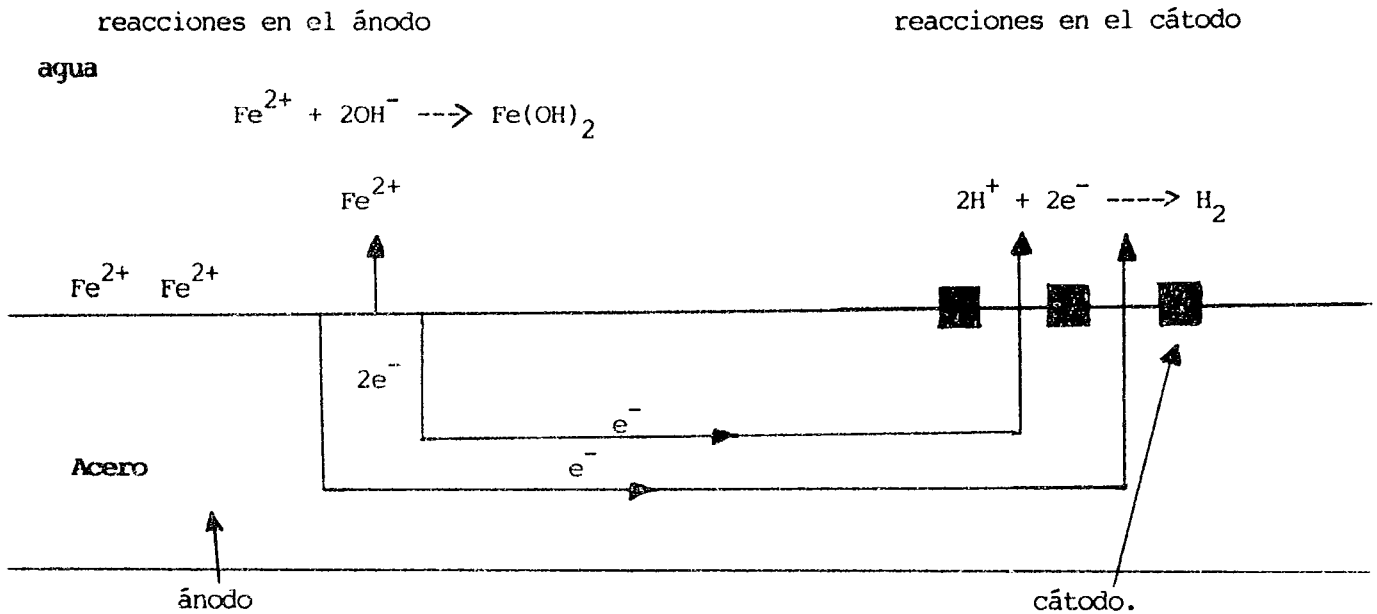 reacciones en el ánodo
reacciones en el cátodo
agua
Fe²⁺ + 2OH⁻ ---> Fe(OH)₂
Fe²⁺
2H⁺ + 2e⁻ ----> H₂
Fe²⁺ Fe²⁺
2e⁻
e⁻
e⁻
Acero
ánodo
cátodo.